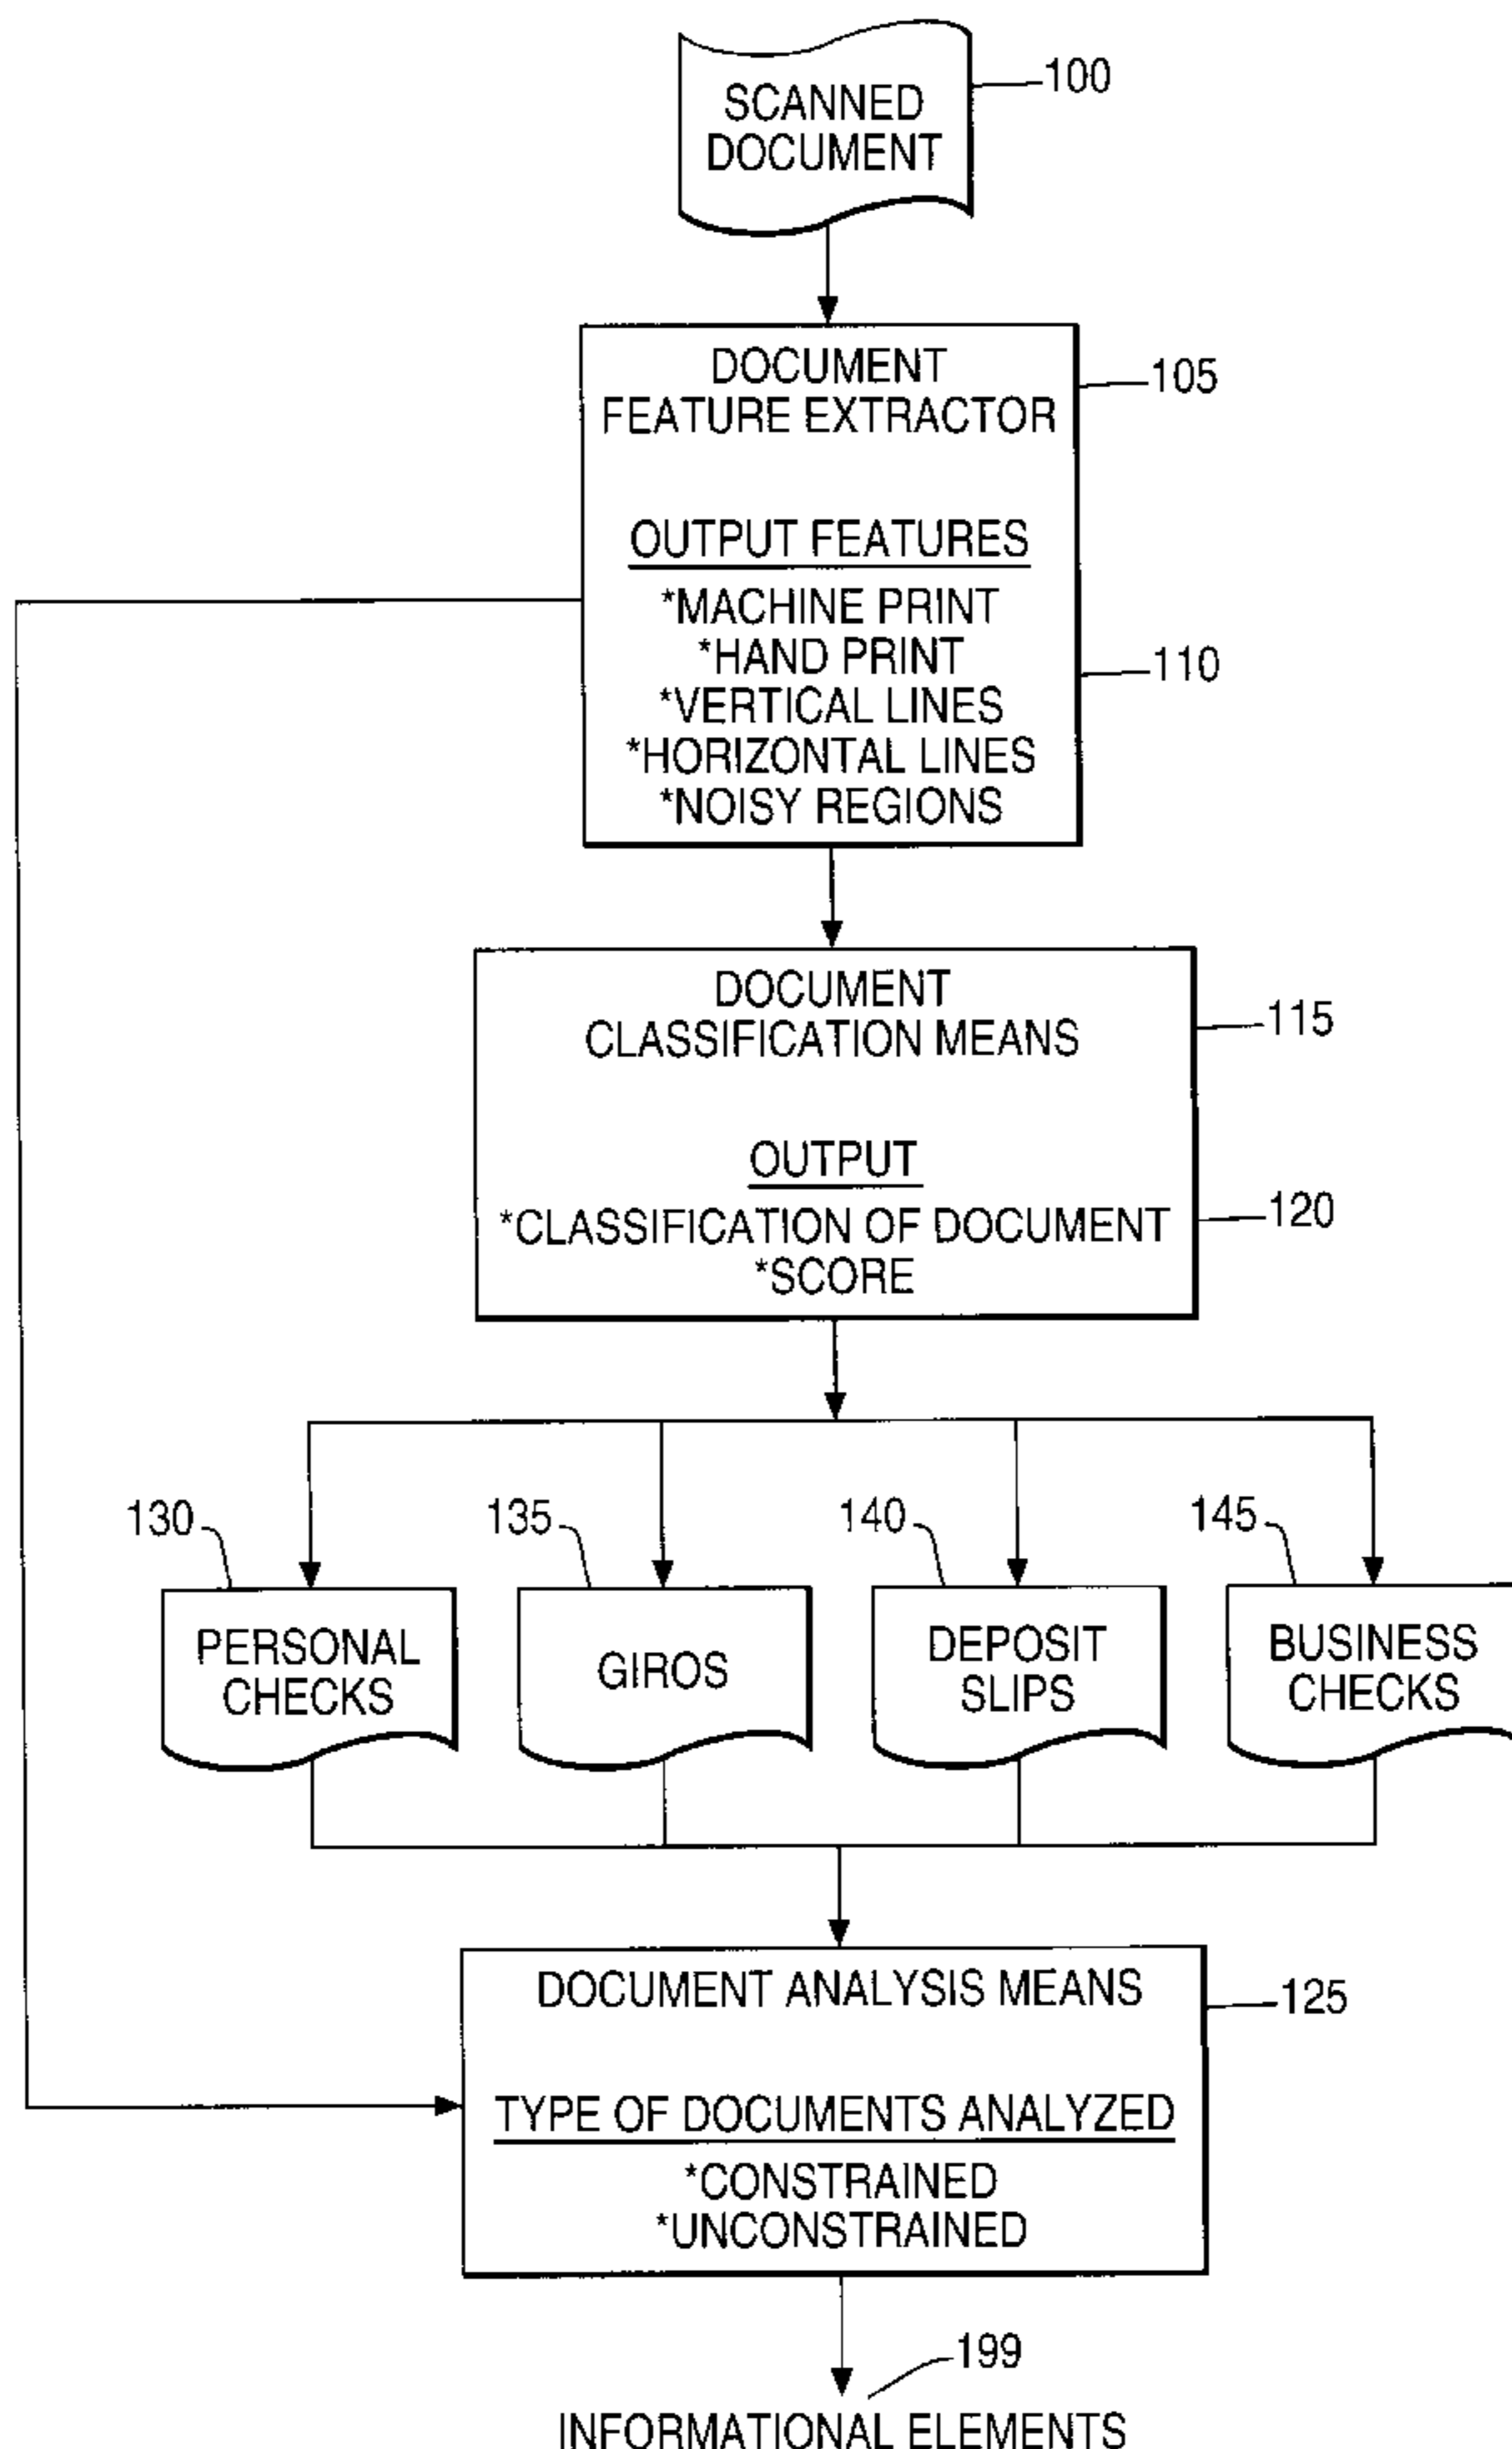 SCANNED
DOCUMENT
100
DOCUMENT
FEATURE EXTRACTOR
105
OUTPUT FEATURES
*MACHINE PRINT
*HAND PRINT
110
*VERTICAL LINES
*HORIZONTAL LINES
*NOISY REGIONS
DOCUMENT
CLASSIFICATION MEANS
115
OUTPUT
*CLASSIFICATION OF DOCUMENT
120
*SCORE
130
135
140
145
PERSONAL
CHECKS
GIROS
DEPOSIT
SLIPS
BUSINESS
CHECKS
DOCUMENT ANALYSIS MEANS
125
TYPE OF DOCUMENTS ANALYZED
*CONSTRAINED
*UNCONSTRAINED
199
INFORMATIONAL ELEMENTS